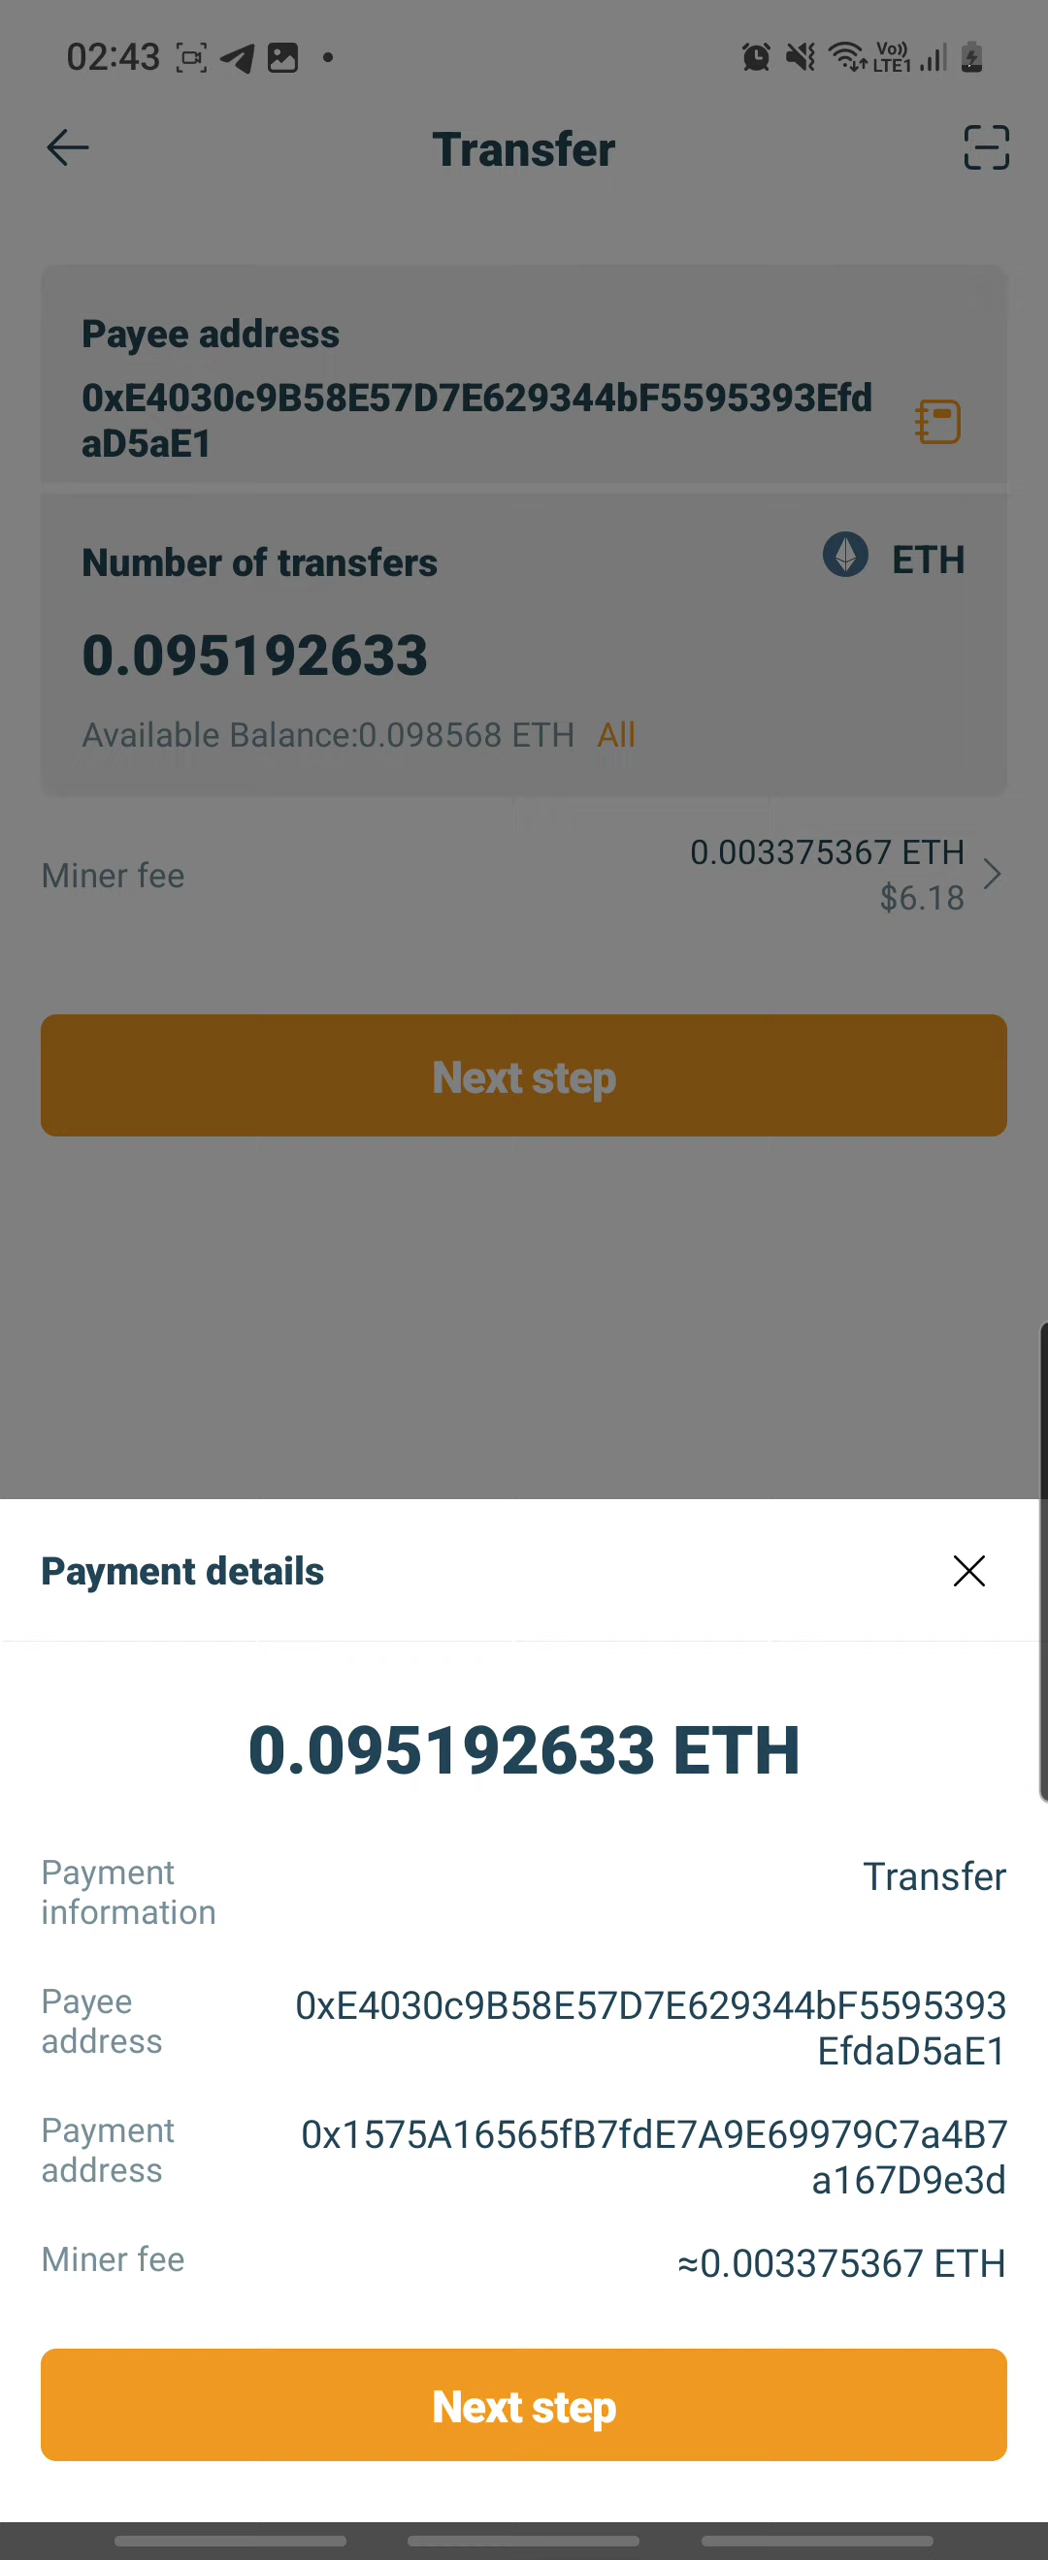 02:43
Vo))
LTE1
Transfer
Payee address
0xE4030c9B58E57D7E629344bF5595393Efd
aD5aE1
Number of transfers
ETH
0.095192633
Available Balance:0.098568 ETH All
Miner fee
0.003375367 ETH
$6.18
Next step
Payment details
0.095192633 ETH
Payment
information
Transfer
Payee
address
0xE4030c9B58E57D7E629344bF5595393
EfdaD5aE1
Payment
address
0x1575A16565fB7fdE7A9E69979C7a4B7
a167D9e3d
Miner fee
≈0.003375367 ETH
Next step